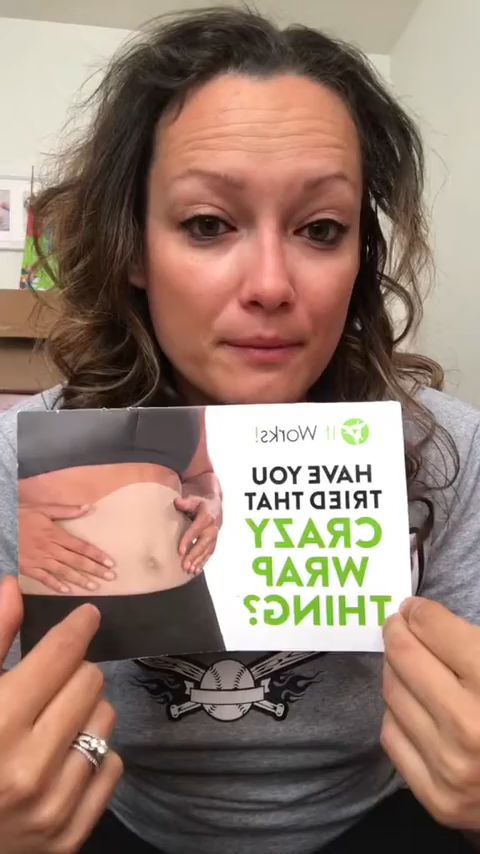 It Works!
HAVE YOU
TRIED THAT
CRAZY
WRAP
THING?